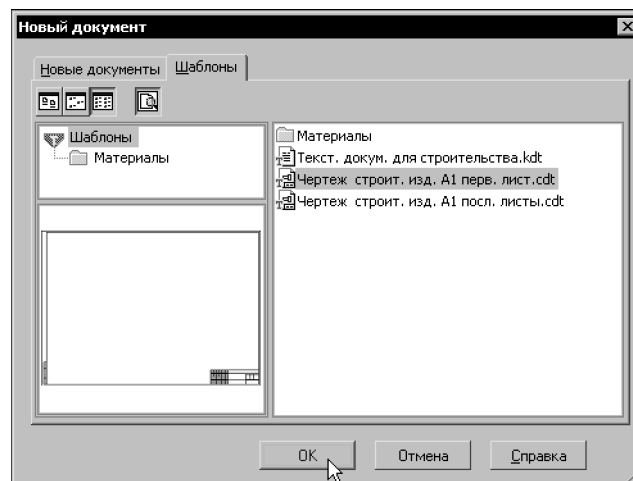 Новый документ
Новые документы Шаблоны
Шаблоны
Материалы
Материалы
Текст. докум. для строительства.kdt
Чертеж строит. изд. А1 перв. лист.cdt
Чертеж строит. изд. А1 посл. листы.cdt
OK Отмена Справка